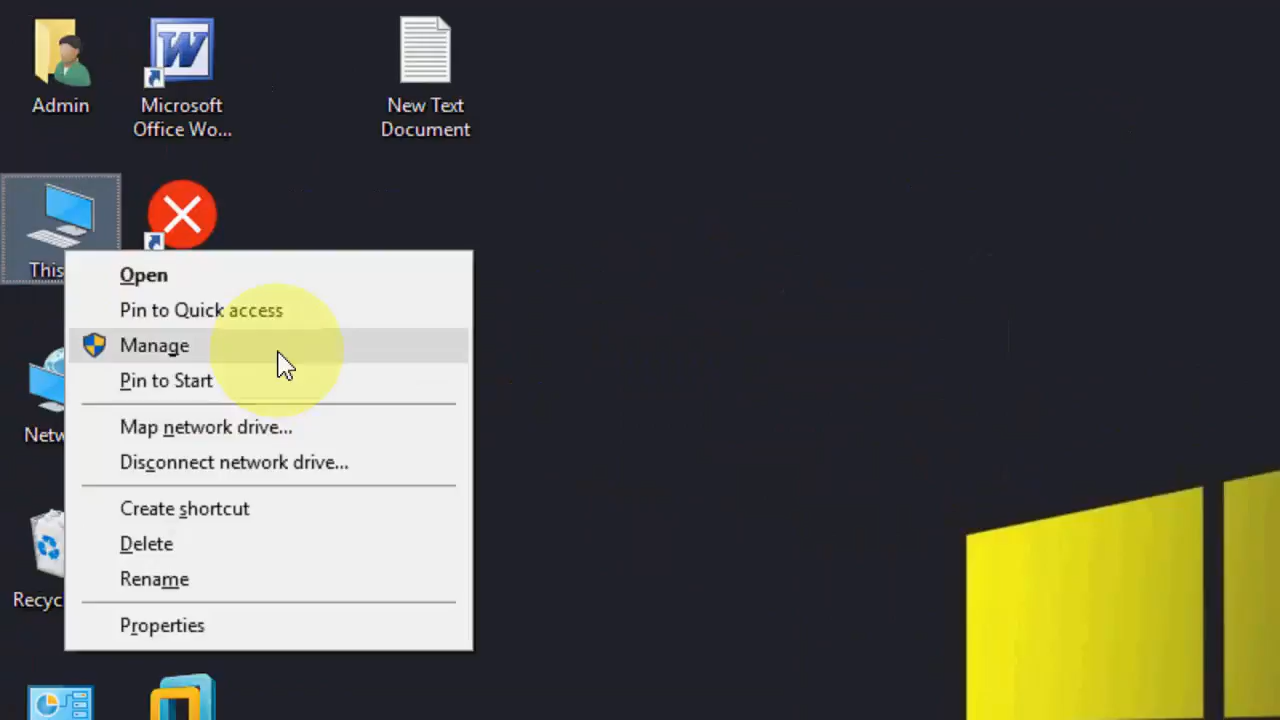 Admin
Microsoft
Office Wo...
New Text
Document
This
Open
Pin to Quick access
Manage
Pin to Start
Map network drive...
Disconnect network drive...
Create shortcut
Delete
Rename
Properties
Netw
Recyc